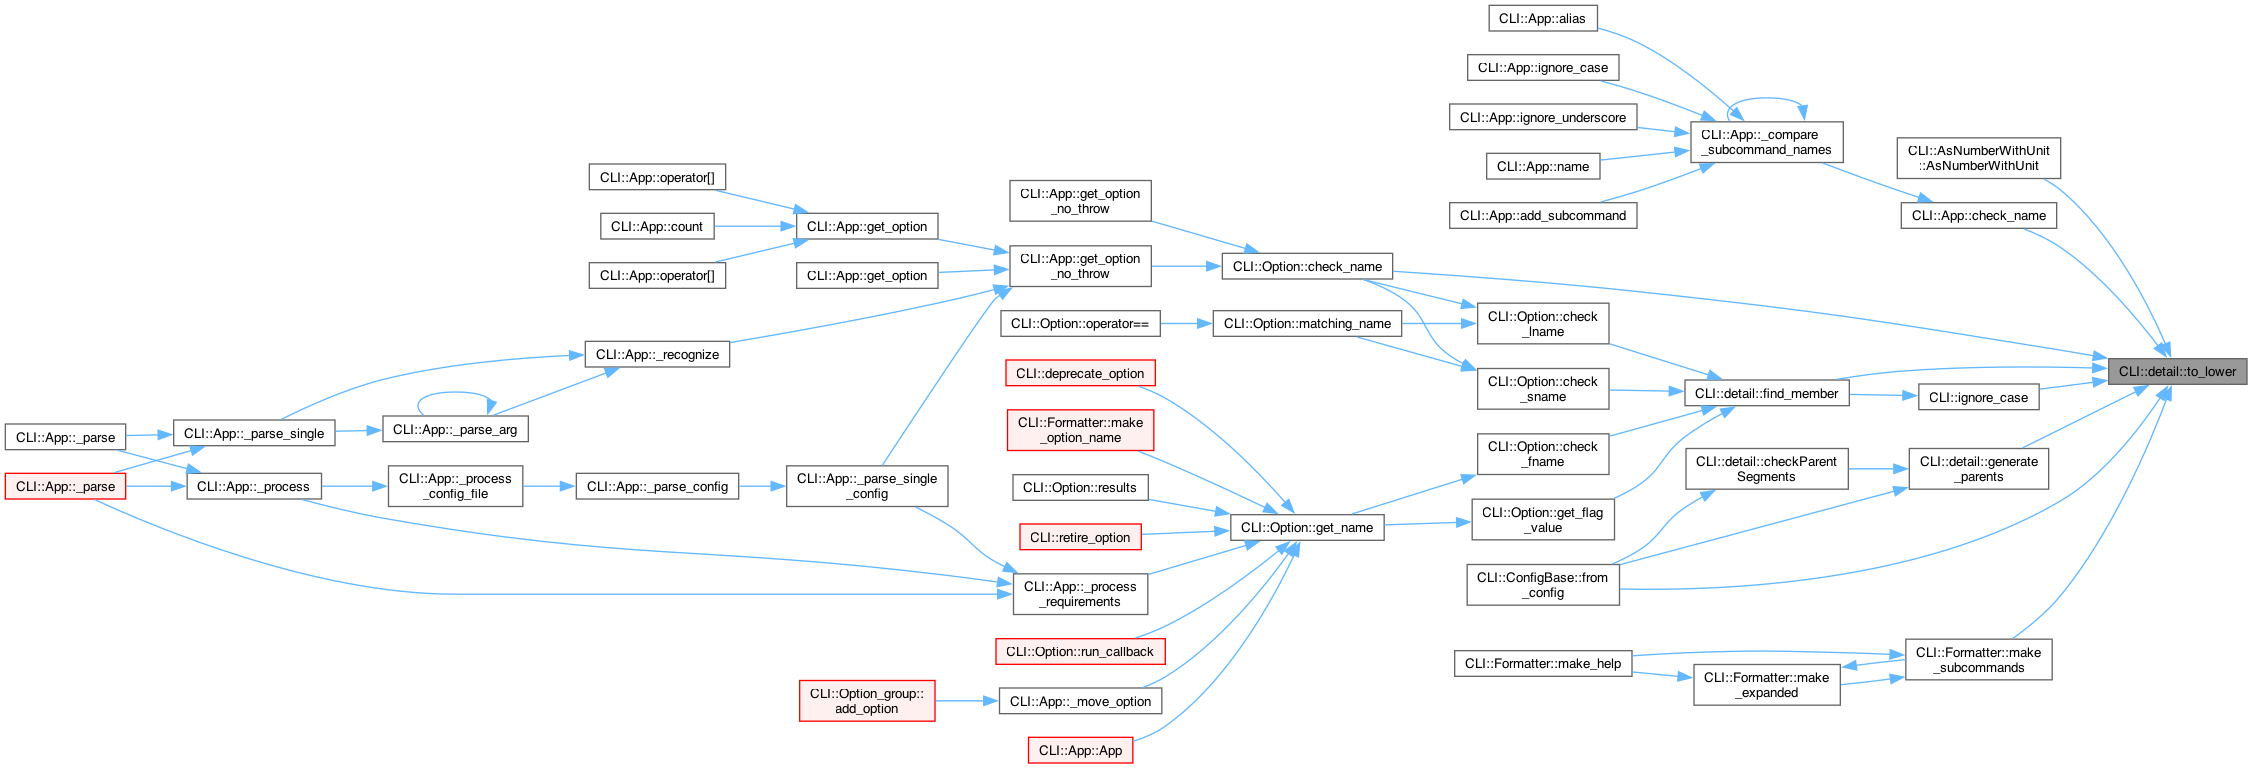 CLI::App::alias
CLI::App::ignore_case
CLI::App::ignore_underscore
CLI::App::_compare
_subcommand_names
CLI::AsNumberWithUnit
::AsNumberWithUnit
CLI::App::name
CLI::App::operator[]
CLI::App::get_option
_no_throw
CLI::App::add_subcommand
CLI::App::check_name
CLI::App::count
CLI::App::get_option
CLI::App::operator[]
CLI::App::get_option
CLI::App::get_option
_no_throw
CLI::Option::check_name
CLI::Option::operator==
CLI::Option::matching_name
CLI::Option::check
_lname
CLI::App::_recognize
CLI::deprecate_option
CLI::Option::check
_sname
CLI::detail::find_member
CLI::ignore_case
CLI::detail::to_lower
CLI::App::_parse
CLI::App::_parse_single
CLI::App::_parse_arg
CLI::Formatter::make
_option_name
CLI::Option::check
_fname
CLI::App::_parse
CLI::App::_process
CLI::App::_process
_config_file
CLI::App::_parse_config
CLI::App::_parse_single
_config
CLI::Option::results
CLI::detail::checkParent
Segments
CLI::detail::generate
_parents
CLI::retire_option
CLI::Option::get_name
CLI::Option::get_flag
_value
CLI::App::_process
_requirements
CLI::ConfigBase::from
_config
CLI::Option::run_callback
CLI::Formatter::make_help
CLI::Formatter::make
_subcommands
CLI::Option_group::
add_option
CLI::App::_move_option
CLI::Formatter::make
_expanded
CLI::App::App